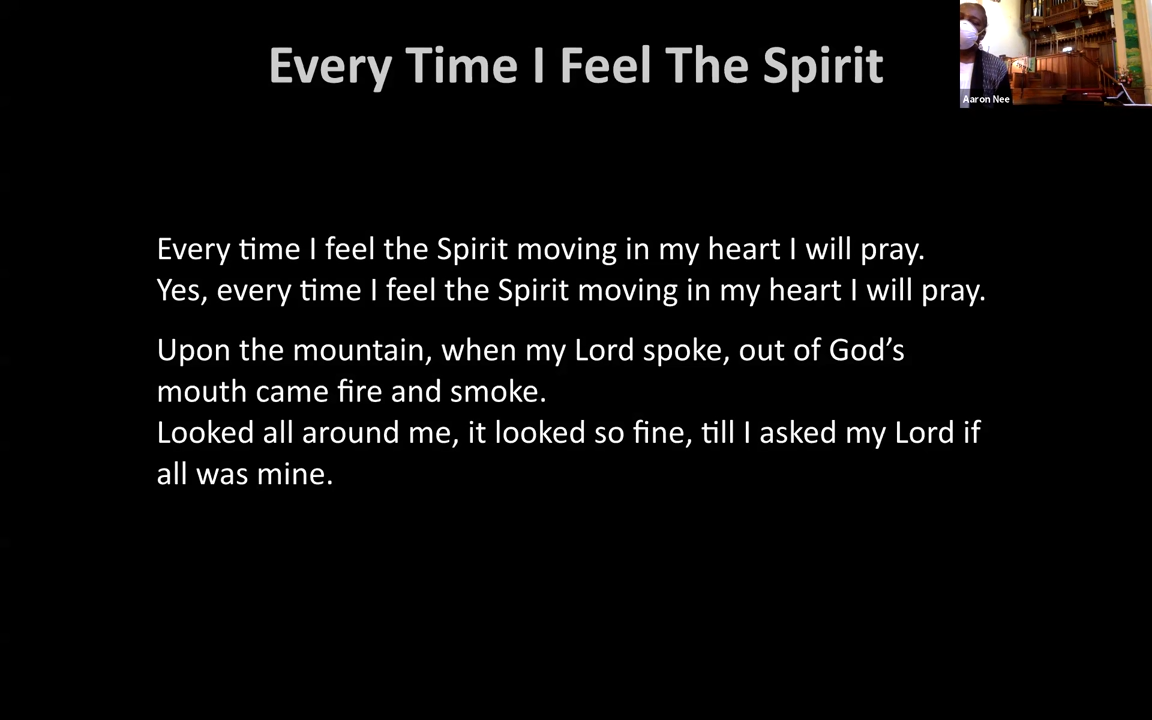 Every Time I Feel The Spirit
Aaron Nee
Every time I feel the Spirit moving in my heart I will pray.
Yes, every time I feel the Spirit moving in my heart I will pray.
Upon the mountain, when my Lord spoke, out of God’s
mouth came fire and smoke.
Looked all around me, it looked so fine, till I asked my Lord if
all was mine.